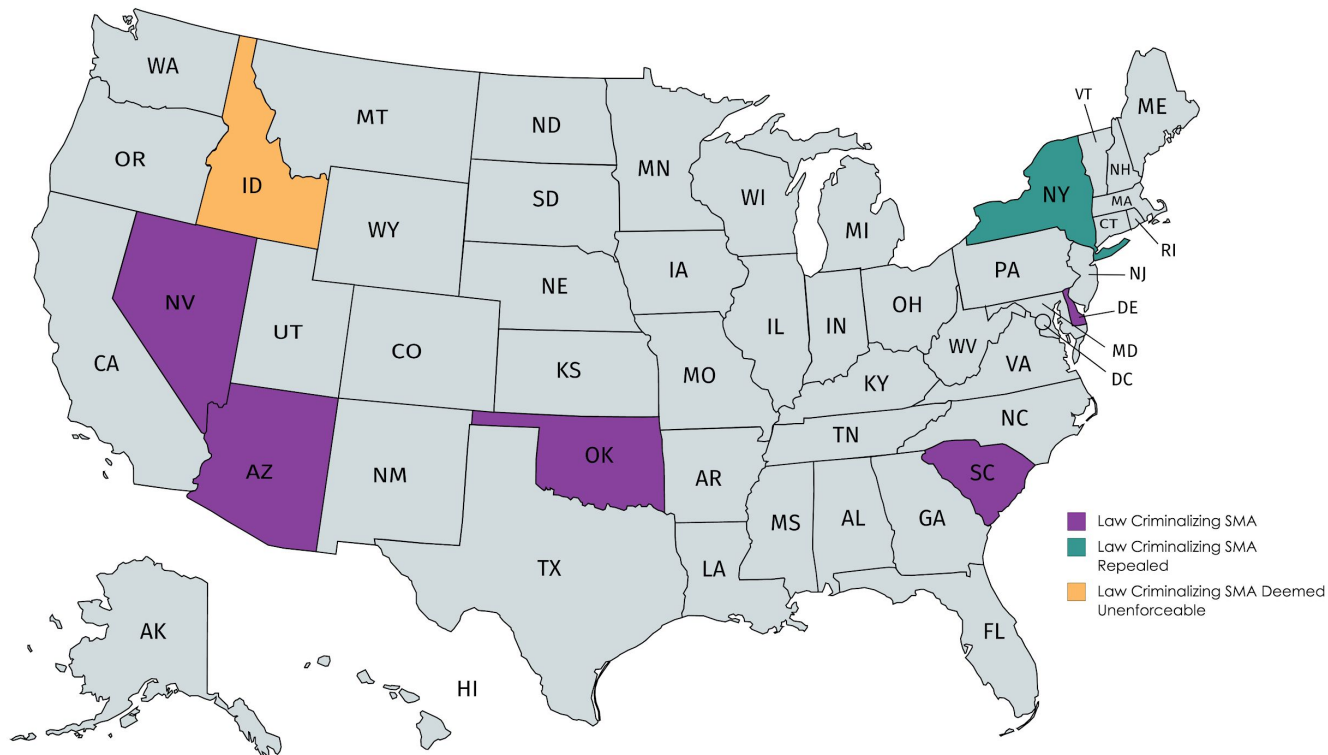 WA
MT
ND
MN
VT
ME
OR
ID
SD
WI
NY
NH
MA
CT
RI
WY
MI
IA
PA
NJ
NV
NE
OH
DE
UT
CO
IL
IN
WV
MD
CA
KS
MO
KY
VA
DC
NC
TN
AZ
OK
SC
NM
AR
MS
AL
GA
Law Criminalizing SMA
Law Criminalizing SMA
Repealed
TX
LA
Law Criminalizing SMA Deemed
Unenforceable
AK
FL
HI